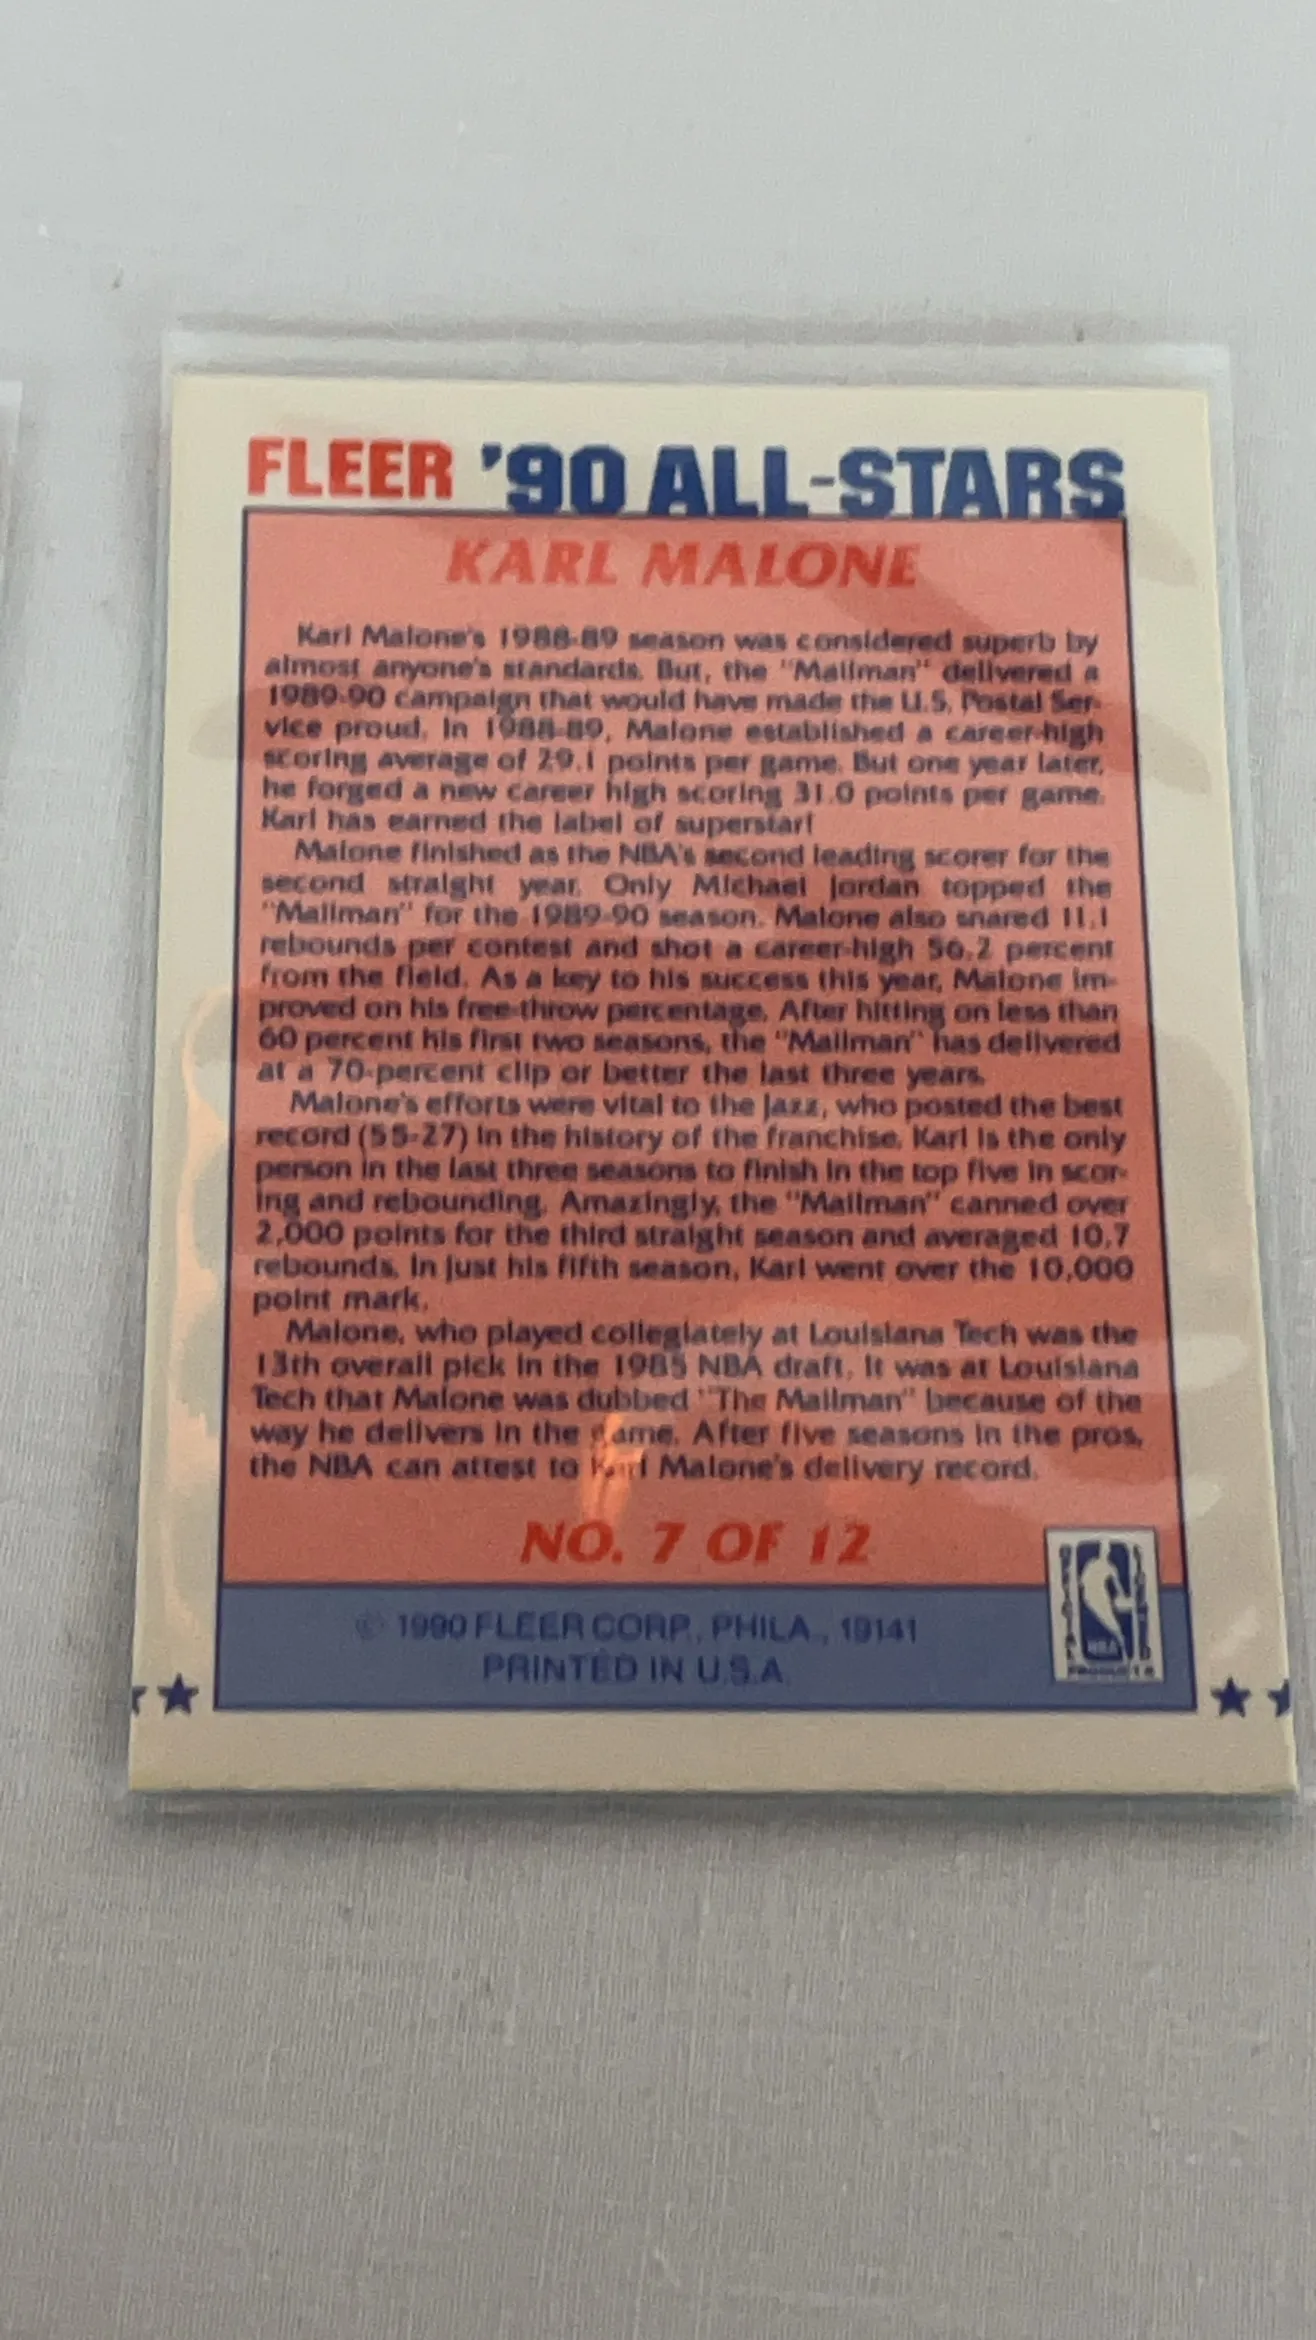 FLEER '90 ALL-STARS
KARL MALONE
Karl Malone's 1988-89 season was considered superb by
almost anyone's standards. But, the "Mailman" delivered a
1989-90 campaign that would have made the U.S. Postal Ser-
vice proud. In 1988-89, Malone established a career-high
scoring average of 29.1 points per game. But one year later,
he forged a new career high scoring 31.0 points per game.
Karl has earned the label of superstar!
Malone finished as the NBA's second leading scorer for the
second straight year. Only Michael Jordan topped the
"Mailman" for the 1989-90 season. Malone also snared 11.1
rebounds per contest and shot a career-high 56.2 percent
from the field. As a key to his success this year, Malone im-
proved on his free-throw percentage. After hitting on less than
60 percent his first two seasons, the "Mailman" has delivered
at a 70-percent clip or better the last three years.
Malone's efforts were vital to the Jazz, who posted the best
record (55-27) in the history of the franchise. Karl is the only
person in the last three seasons to finish in the top five in scor-
ing and rebounding. Amazingly, the "Mailman" canned over
2,000 points for the third straight season and averaged 10.7
rebounds. In just his fifth season, Karl went over the 10,000
point mark.
Malone, who played collegiately at Louisiana Tech was the
13th overall pick in the 1985 NBA draft. It was at Louisiana
Tech that Malone was dubbed "The Mailman" because of the
way he delivers in the game. After five seasons in the pros,
the NBA can attest to Karl Malone's delivery record.
NO. 7 OF 12
© 1990 FLEER CORP., PHILA., 19141
PRINTED IN U.S.A.
OFFICIAL LICENSED
NBA
PRODUCTS